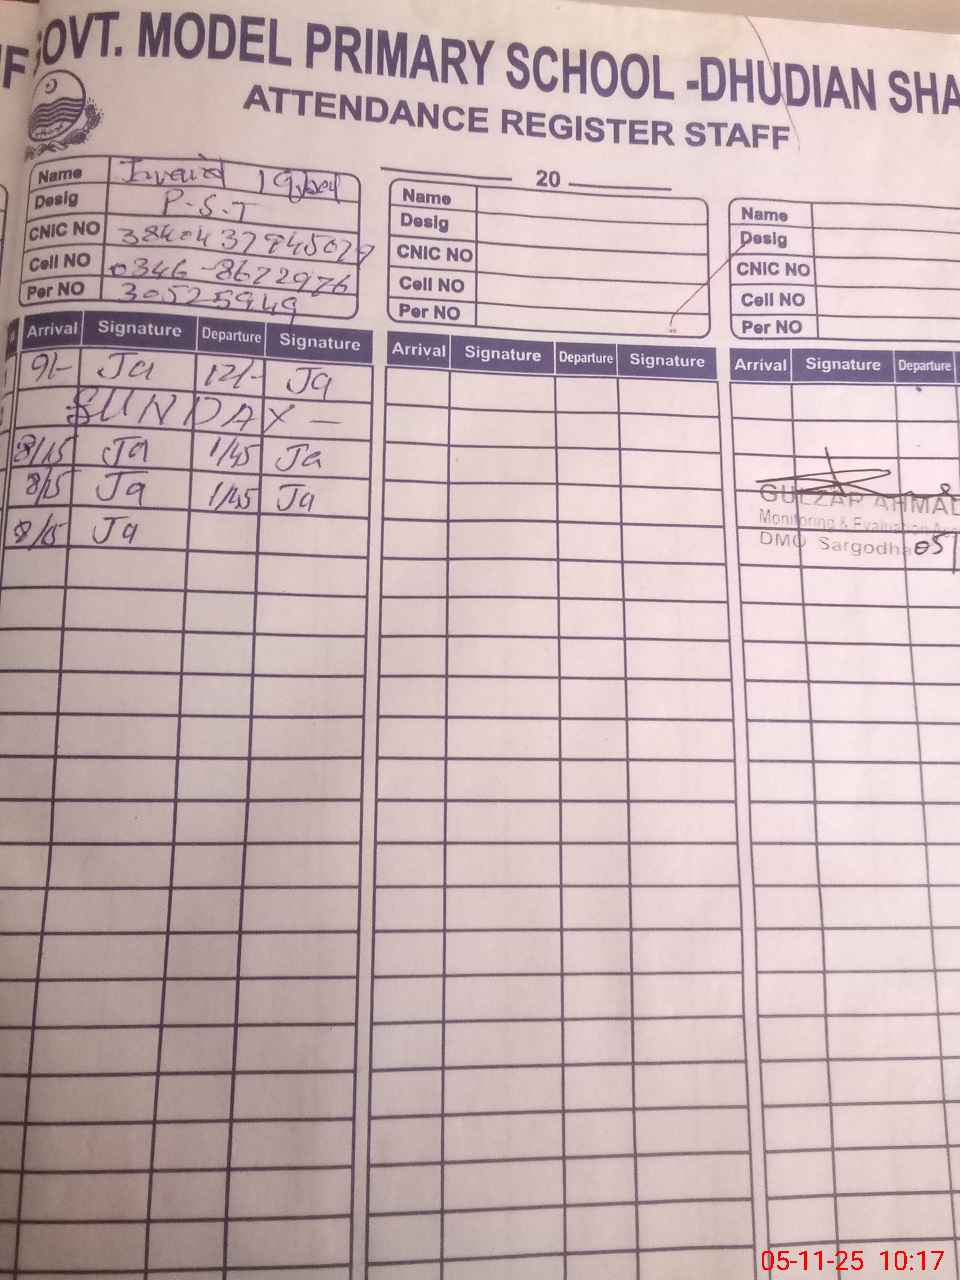 GOVT. MODEL PRIMARY SCHOOL -DHUDIAN SHA
ATTENDANCE REGISTER STAFF
20
Name Iqbal
Desig P-S-T
CNIC NO
Cell NO 0346-8622976
Per NO 30525949
Name
Desig
CNIC NO
Cell NO
Per NO
Name
Desig
CNIC NO
Cell NO
Per NO
Arrival Signature Departure Signature
9/- Ja 12/- Ja
SUNDAY -
8/15 Ja 1/45 Ja
8/15 Ja 1/45 Ja
8/15 Ja
Arrival Signature Departure Signature
Arrival Signature Departure
GULZAR AHMAD
Monitoring & Evaluation
DMO Sargodha 05
05-11-25 10:17